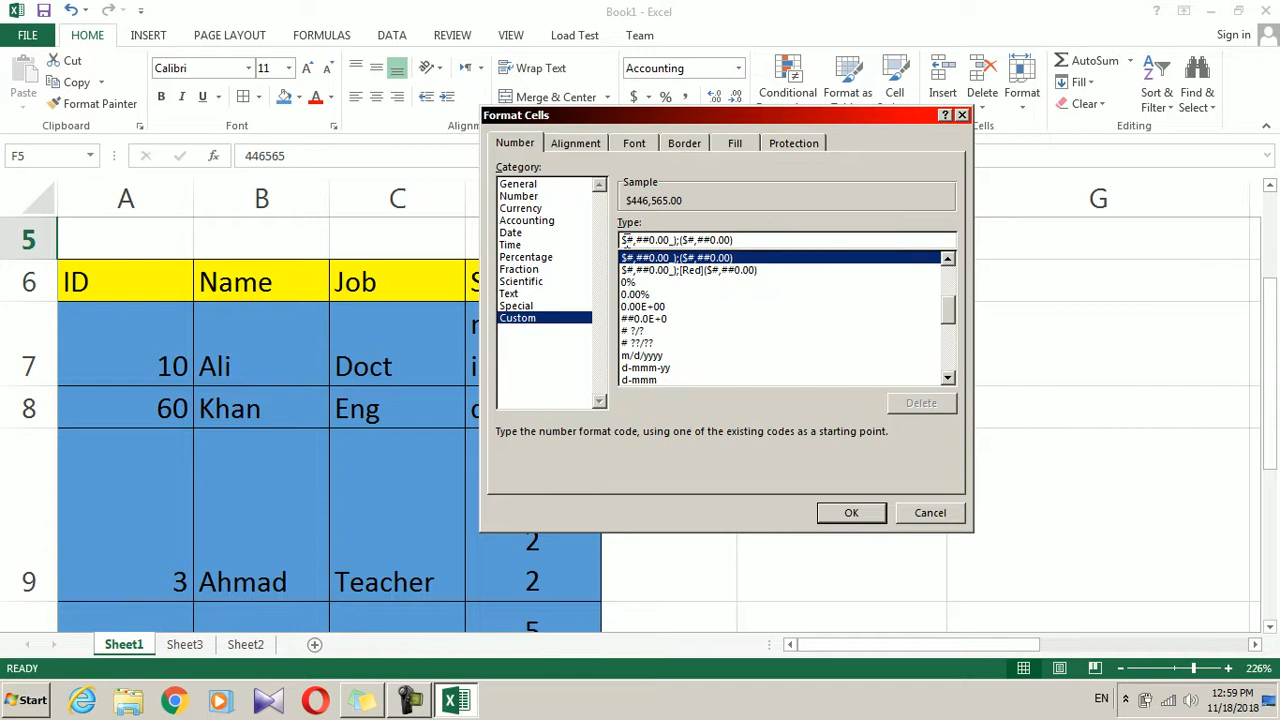 Book1 - Excel
FILE HOME INSERT PAGE LAYOUT FORMULAS DATA REVIEW VIEW Load Test Team Sign in
Cut
Copy
Format Painter
Paste
Clipboard
Calibri 11
B I U
Font
Wrap Text
Merge & Center
Accounting
$ % ,
Conditional
Format as
Cell
Insert Delete Format
AutoSum
Fill
Clear
Sort &
Filter
Find &
Select
Editing
F5 fx 446565
Format Cells
Number Alignment Font Border Fill Protection
Category:
General
Number
Currency
Accounting
Date
Time
Percentage
Fraction
Scientific
Text
Special
Custom
Sample
$446,565.00
Type:
$#,##0.00_);($#,##0.00)
$#,##0.00_);($#,##0.00)
$#,##0.00_);[Red]($#,##0.00)
0%
0.00%
0.00E+00
##0.0E+0
# ?/?
# ??/??
m/d/yyyy
d-mmm-yy
d-mmm
Delete
Type the number format code, using one of the existing codes as a starting point.
OK Cancel
A B C G
5
6 ID Name Job
7 10 Ali Doct
8 60 Khan Eng
2
9 3 Ahmad Teacher 2
5
Sheet1 Sheet3 Sheet2
READY 226%
Start EN 12:59 PM
11/18/2018